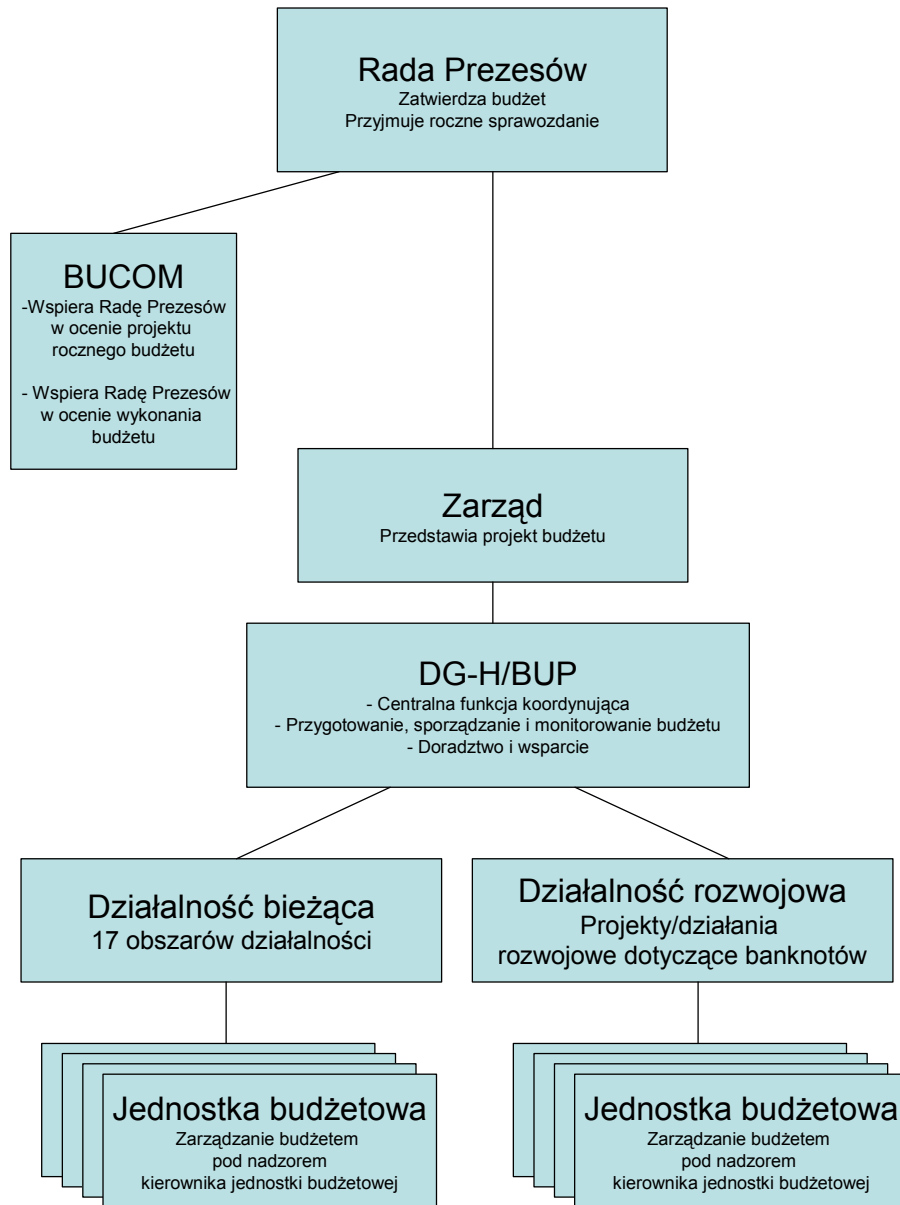 Rada Prezesów
Zatwierdza budżet
Przyjmuje roczne sprawozdanie
BUCOM
-Wspiera Radę Prezesów
w ocenie projektu
rocznego budżetu
- Wspiera Radę Prezesów
w ocenie wykonania
budżetu
Zarząd
Przedstawia projekt budżetu
DG-H/BUP
- Centralna funkcja koordynująca
- Przygotowanie, sporządzanie i monitorowanie budżetu
- Doradztwo i wsparcie
Działalność bieżąca
17 obszarów działalności
Działalność rozwojowa
Projekty/działania
rozwojowe dotyczące banknotów
Jednostka budżetowa
Zarządzanie budżetem
pod nadzorem
kierownika jednostki budżetowej
Jednostka budżetowa
Zarządzanie budżetem
pod nadzorem
kierownika jednostki budżetowej